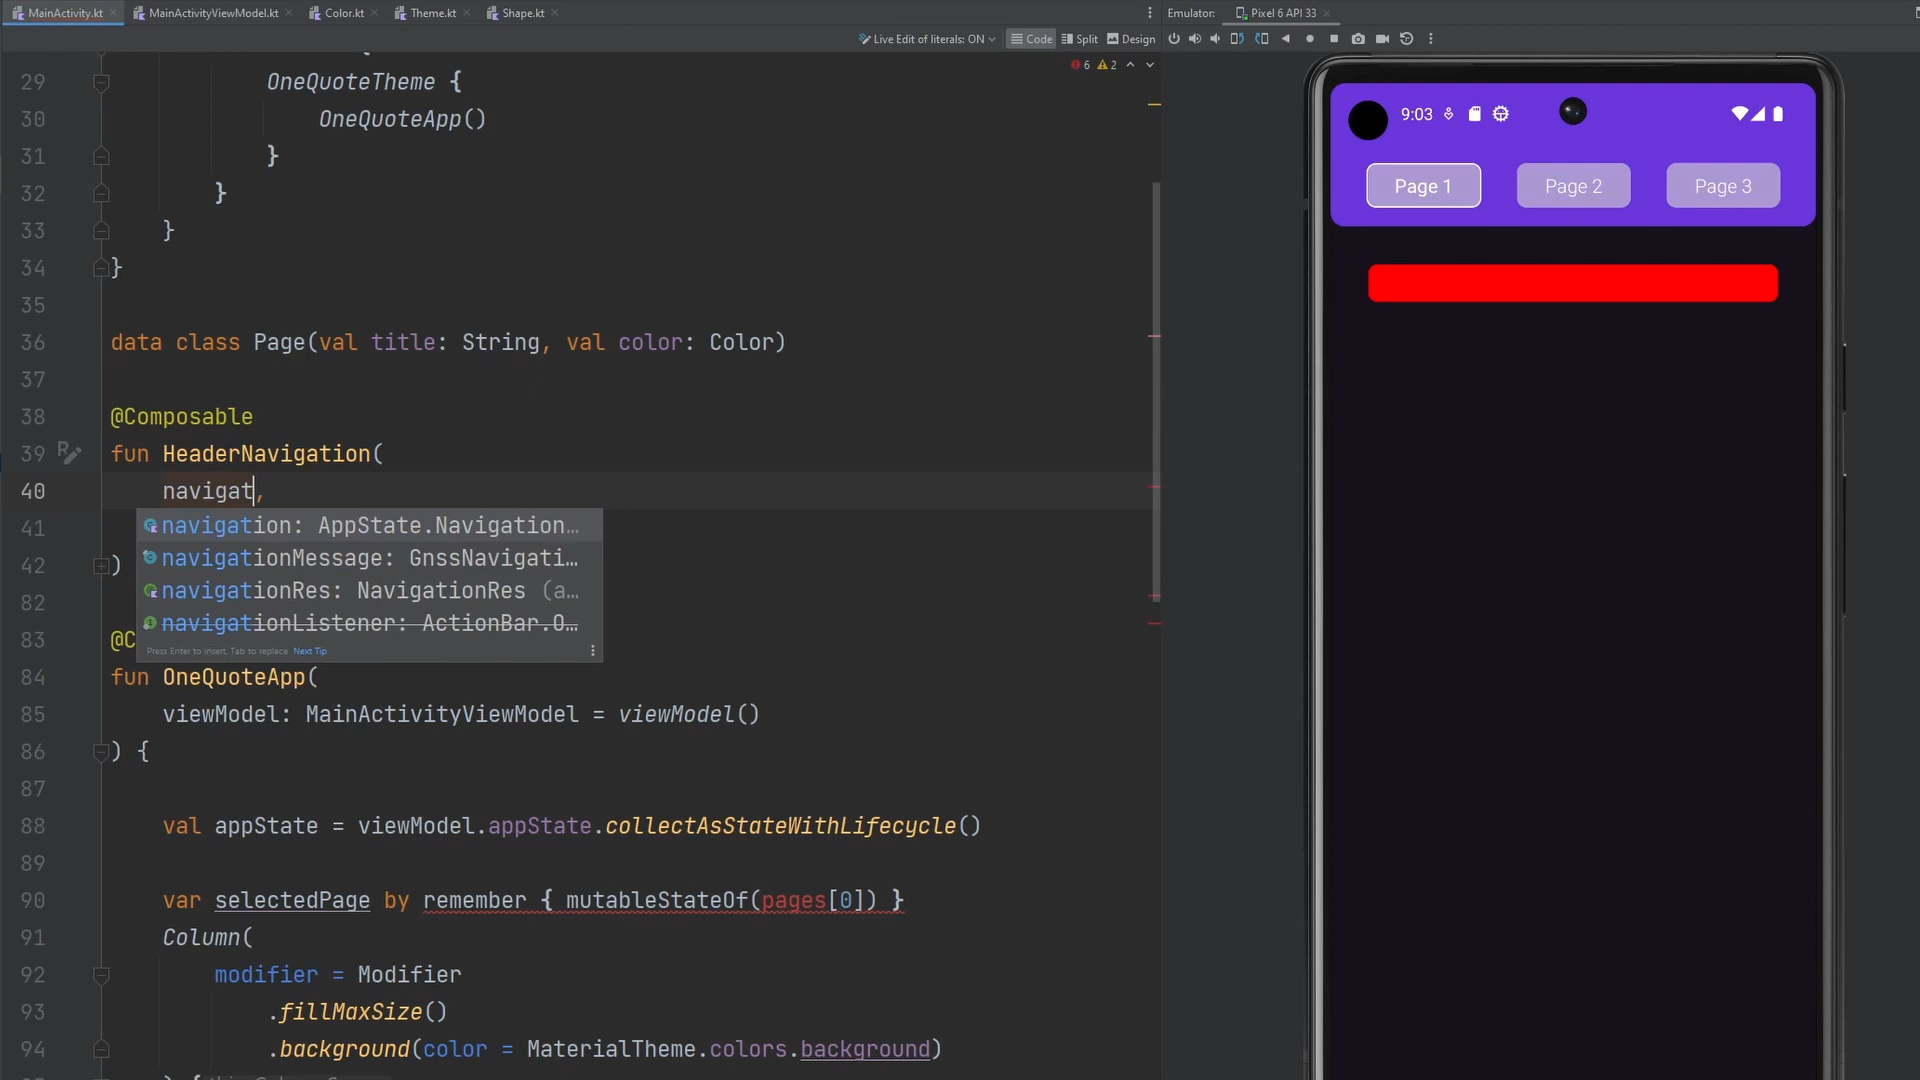 MainActivity.kt MainActivityViewModel.kt Color.kt Theme.kt Shape.kt Emulator: Pixel 6 API 33
Live Edit of literals: ON Code Split Design
6 2
{
29 OneQuoteTheme {
30 OneQuoteApp()
31 }
32 }
33 }
34 }
35
36 data class Page(val title: String, val color: Color)
37
38 @Composable
39 fun HeaderNavigation(
40 navigat,
41
42 )
82
83 @C
84 fun OneQuoteApp(
85 viewModel: MainActivityViewModel = viewModel()
86 ) {
87
88 val appState = viewModel.appState.collectAsStateWithLifecycle()
89
90 var selectedPage by remember { mutableStateOf(pages[0]) }
91 Column(
92 modifier = Modifier
93 .fillMaxSize()
94 .background(color = MaterialTheme.colors.background)
navigation: AppState.Navigation…
navigationMessage: GnssNavigati…
navigationRes: NavigationRes (a…
navigationListener: ActionBar.O…
Press Enter to insert, Tab to replace Next Tip
9:03
Page 1 Page 2 Page 3